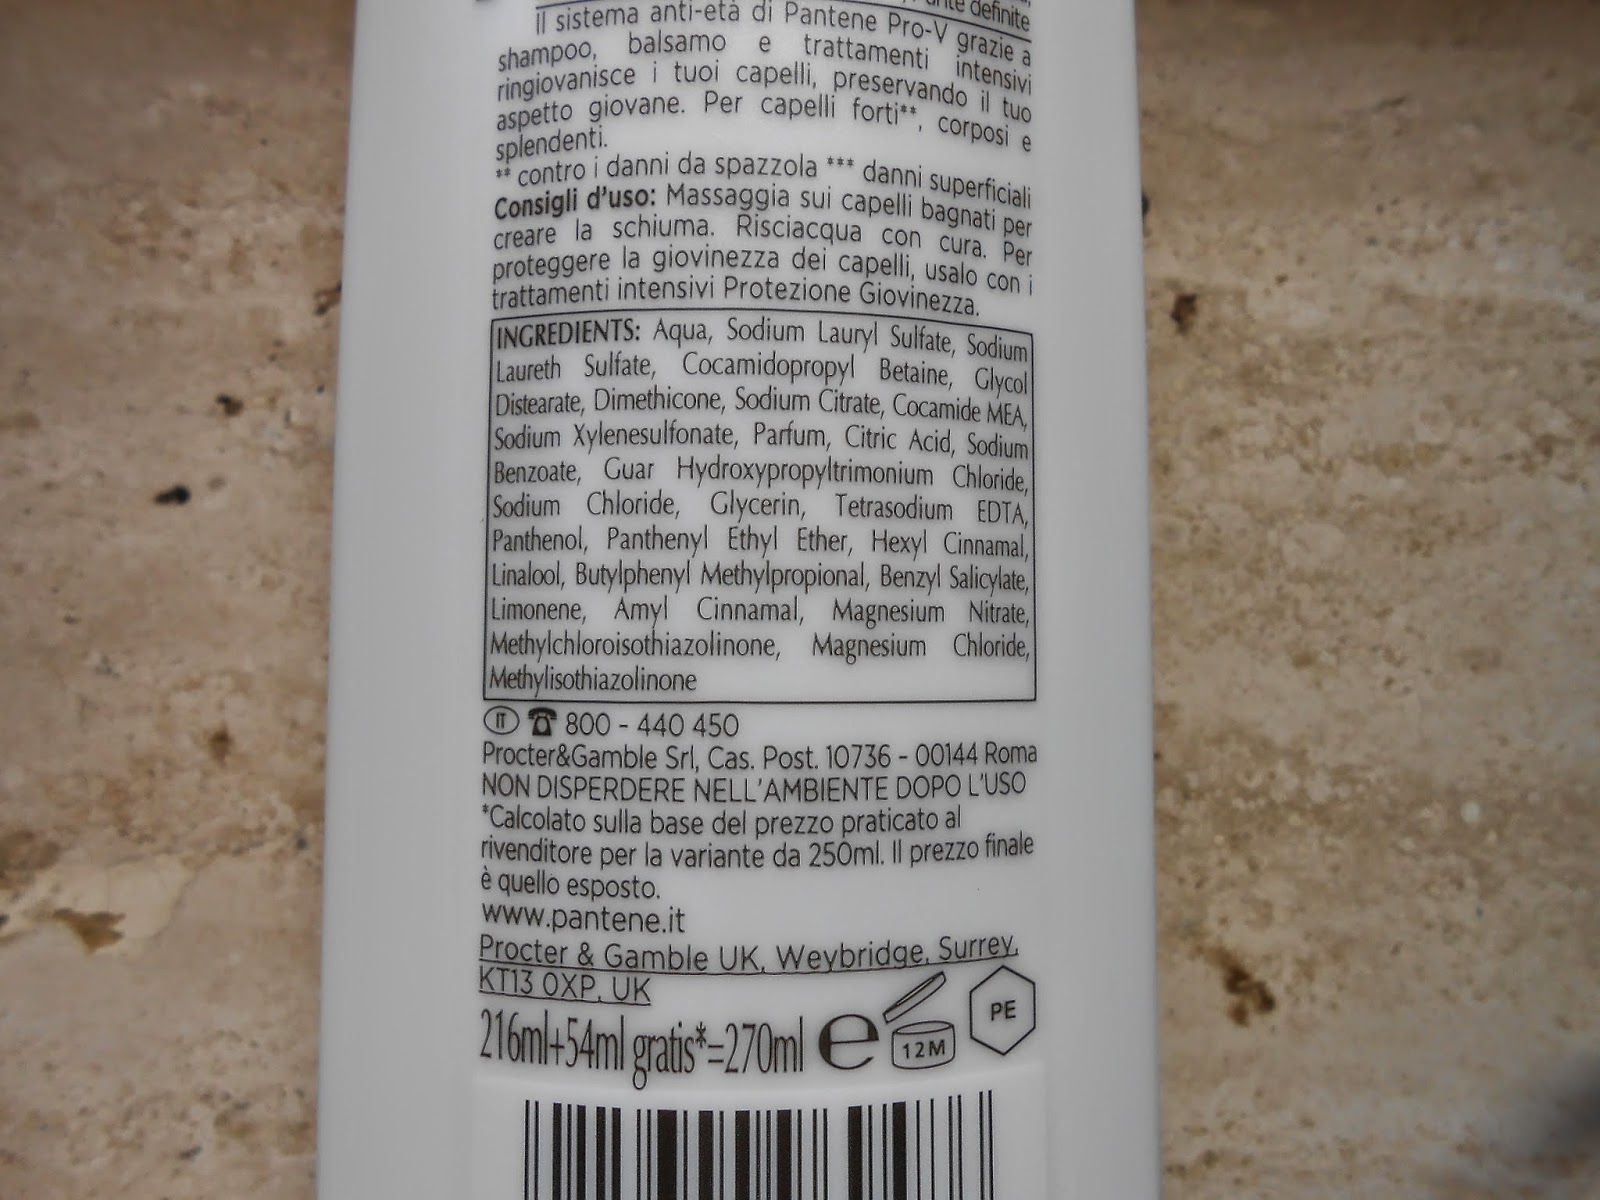 definite
Il sistema anti-età di Pantene Pro-V grazie a
shampoo, balsamo e trattamenti intensivi
ringiovanisce i tuoi capelli, preservando il tuo
aspetto giovane. Per capelli forti**, corposi e
splendenti.
** contro i danni da spazzola *** danni superficiali
Consigli d'uso: Massaggia sui capelli bagnati per
creare la schiuma. Risciacqua con cura. Per
proteggere la giovinezza dei capelli, usalo con i
trattamenti intensivi Protezione Giovinezza.
INGREDIENTS: Aqua, Sodium Lauryl Sulfate, Sodium
Laureth Sulfate, Cocamidopropyl Betaine, Glycol
Distearate, Dimethicone, Sodium Citrate, Cocamide MEA,
Sodium Xylenesulfonate, Parfum, Citric Acid, Sodium
Benzoate, Guar Hydroxypropyltrimonium Chloride,
Sodium Chloride, Glycerin, Tetrasodium EDTA,
Panthenol, Panthenyl Ethyl Ether, Hexyl Cinnamal,
Linalool, Butylphenyl Methylpropional, Benzyl Salicylate,
Limonene, Amyl Cinnamal, Magnesium Nitrate,
Methylchloroisothiazolinone, Magnesium Chloride,
Methylisothiazolinone
IT 800 - 440 450
Procter&Gamble Srl, Cas. Post. 10736 - 00144 Roma
NON DISPERDERE NELL'AMBIENTE DOPO L'USO
*Calcolato sulla base del prezzo praticato al
rivenditore per la variante da 250ml. Il prezzo finale
è quello esposto.
www.pantene.it
Procter & Gamble UK, Weybridge, Surrey,
KT13 0XP, UK
216ml+54ml gratis*=270ml e 12M PE